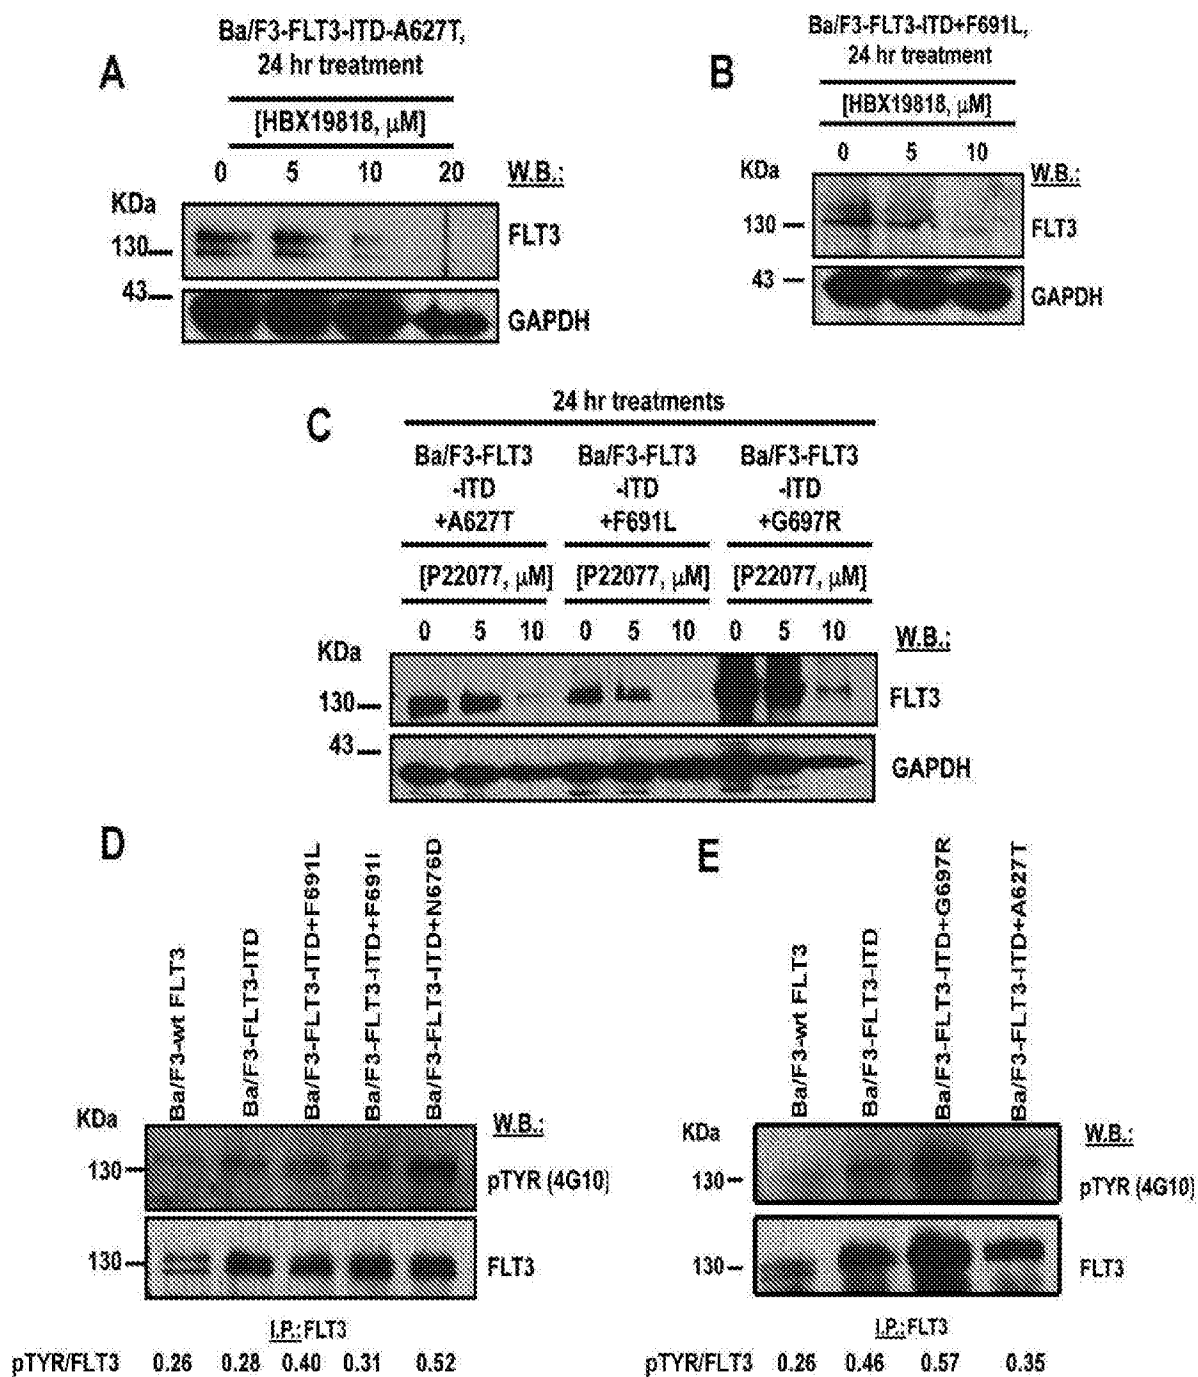 A
Ba/F3-FLT3-ITD-A627T,
24 hr treatment
[HBX19818, μM]
0 5 10 20 W.B.:
KDa
130
FLT3
43
GAPDH
B
Ba/F3-FLT3-ITD+F691L,
24 hr treatment
[HBX19818, μM]
0 5 10
KDa W.B.:
130 FLT3
43
GAPDH
C
24 hr treatments
Ba/F3-FLT3 Ba/F3-FLT3 Ba/F3-FLT3
-ITD -ITD -ITD
+A627T +F691L +G697R
[P22077, μM] [P22077, μM] [P22077, μM]
0 5 10 0 5 10 0 5 10 W.B.:
KDa
130 FLT3
43
GAPDH
D
Ba/F3-wt FLT3
Ba/F3-FLT3-ITD
Ba/F3-FLT3-ITD+F691L
Ba/F3-FLT3-ITD+F691I
Ba/F3-FLT3-ITD+N676D
KDa W.B.:
130 pTYR (4G10)
130 FLT3
I.P.:FLT3
pTYR/FLT3 0.26 0.28 0.40 0.31 0.52
E
Ba/F3-wt FLT3
Ba/F3-FLT3-ITD
Ba/F3-FLT3-ITD+G697R
Ba/F3-FLT3-ITD+A627T
KDa W.B.:
130 pTYR (4G10)
130 FLT3
I.P.:FLT3
pTYR/FLT3 0.26 0.46 0.57 0.35